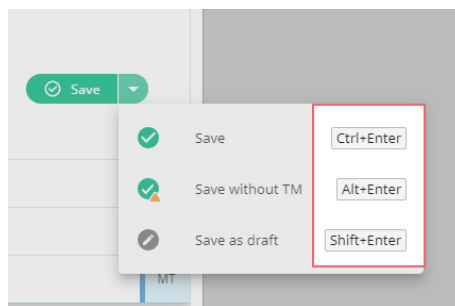 Save
Save Ctrl+Enter
Save without TM Alt+Enter
Save as draft Shift+Enter
MT